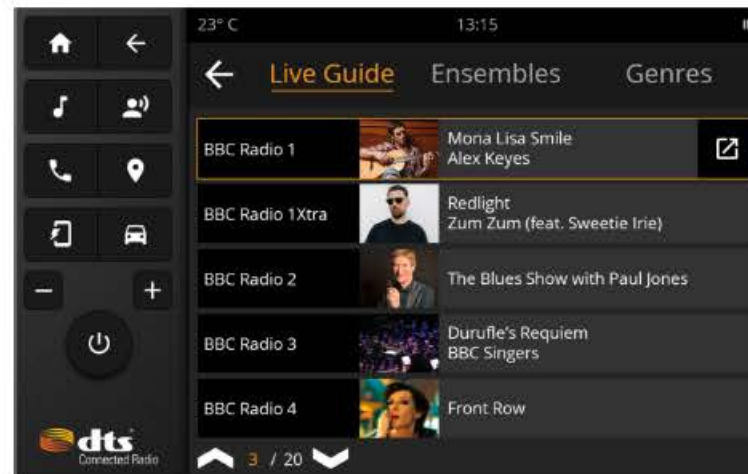 23° C
13:15
Live Guide
Ensembles
Genres
BBC Radio 1
Mona Lisa Smile
Alex Keyes
BBC Radio 1Xtra
Redlight
Zum Zum (feat. Sweetie Irie)
BBC Radio 2
The Blues Show with Paul Jones
BBC Radio 3
Durufle's Requiem
BBC Singers
BBC Radio 4
Front Row
3 / 20
dts
Connected Radio